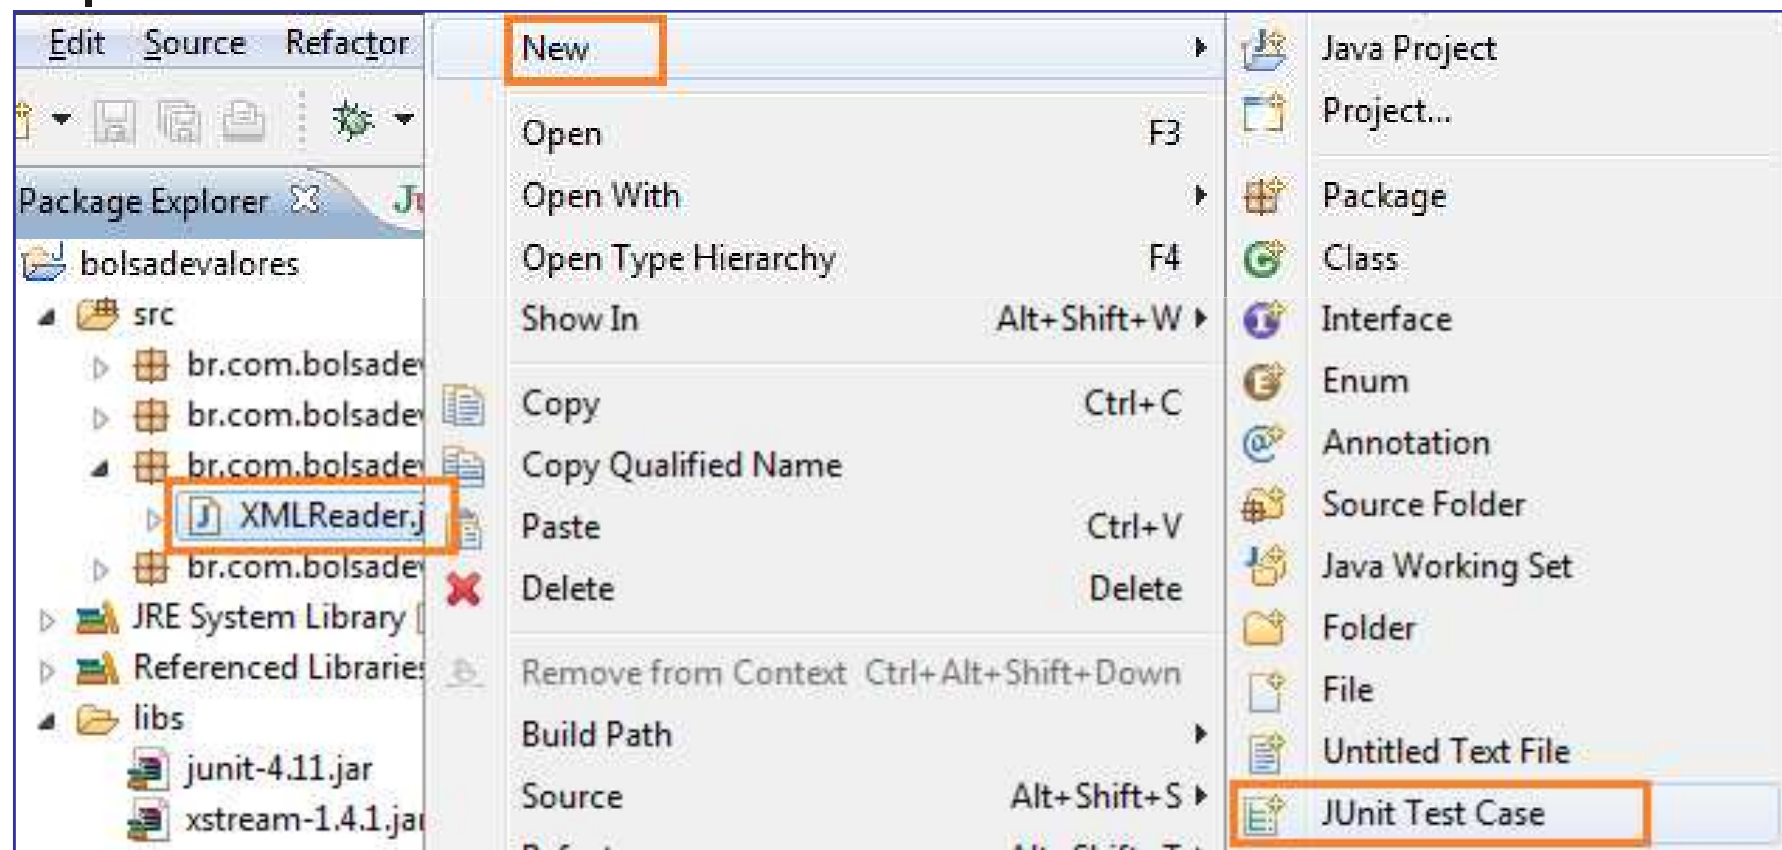 Edit Source Refactor
Package Explorer
bolsadevalores
src
br.com.bolsadev
br.com.bolsadev
br.com.bolsadev
XMLReader.j
br.com.bolsadev
JRE System Library [
Referenced Libraries
libs
junit-4.11.jar
xstream-1.4.1.jar
New
Open F3
Open With
Open Type Hierarchy F4
Show In Alt+Shift+W
Copy Ctrl+C
Copy Qualified Name
Paste Ctrl+V
Delete Delete
Remove from Context Ctrl+Alt+Shift+Down
Build Path
Source Alt+Shift+S
Java Project
Project...
Package
Class
Interface
Enum
Annotation
Source Folder
Java Working Set
Folder
File
Untitled Text File
JUnit Test Case